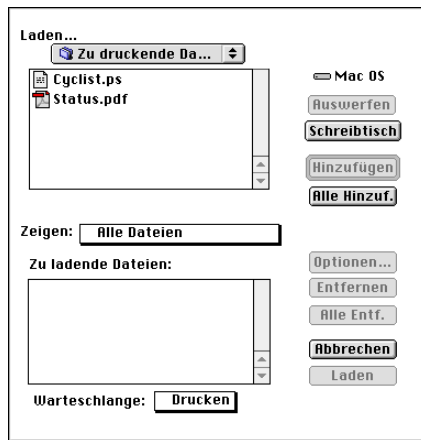 Laden...
Zu druckende Da...
Cyclist.ps
Status.pdf
Mac OS
Auswerfen
Schreibtisch
Hinzufügen
Alle Hinzuf.
Zeigen: Alle Dateien
Zu ladende Dateien:
Optionen...
Entfernen
Alle Entf.
Abbrechen
Laden
Warteschlange: Drucken